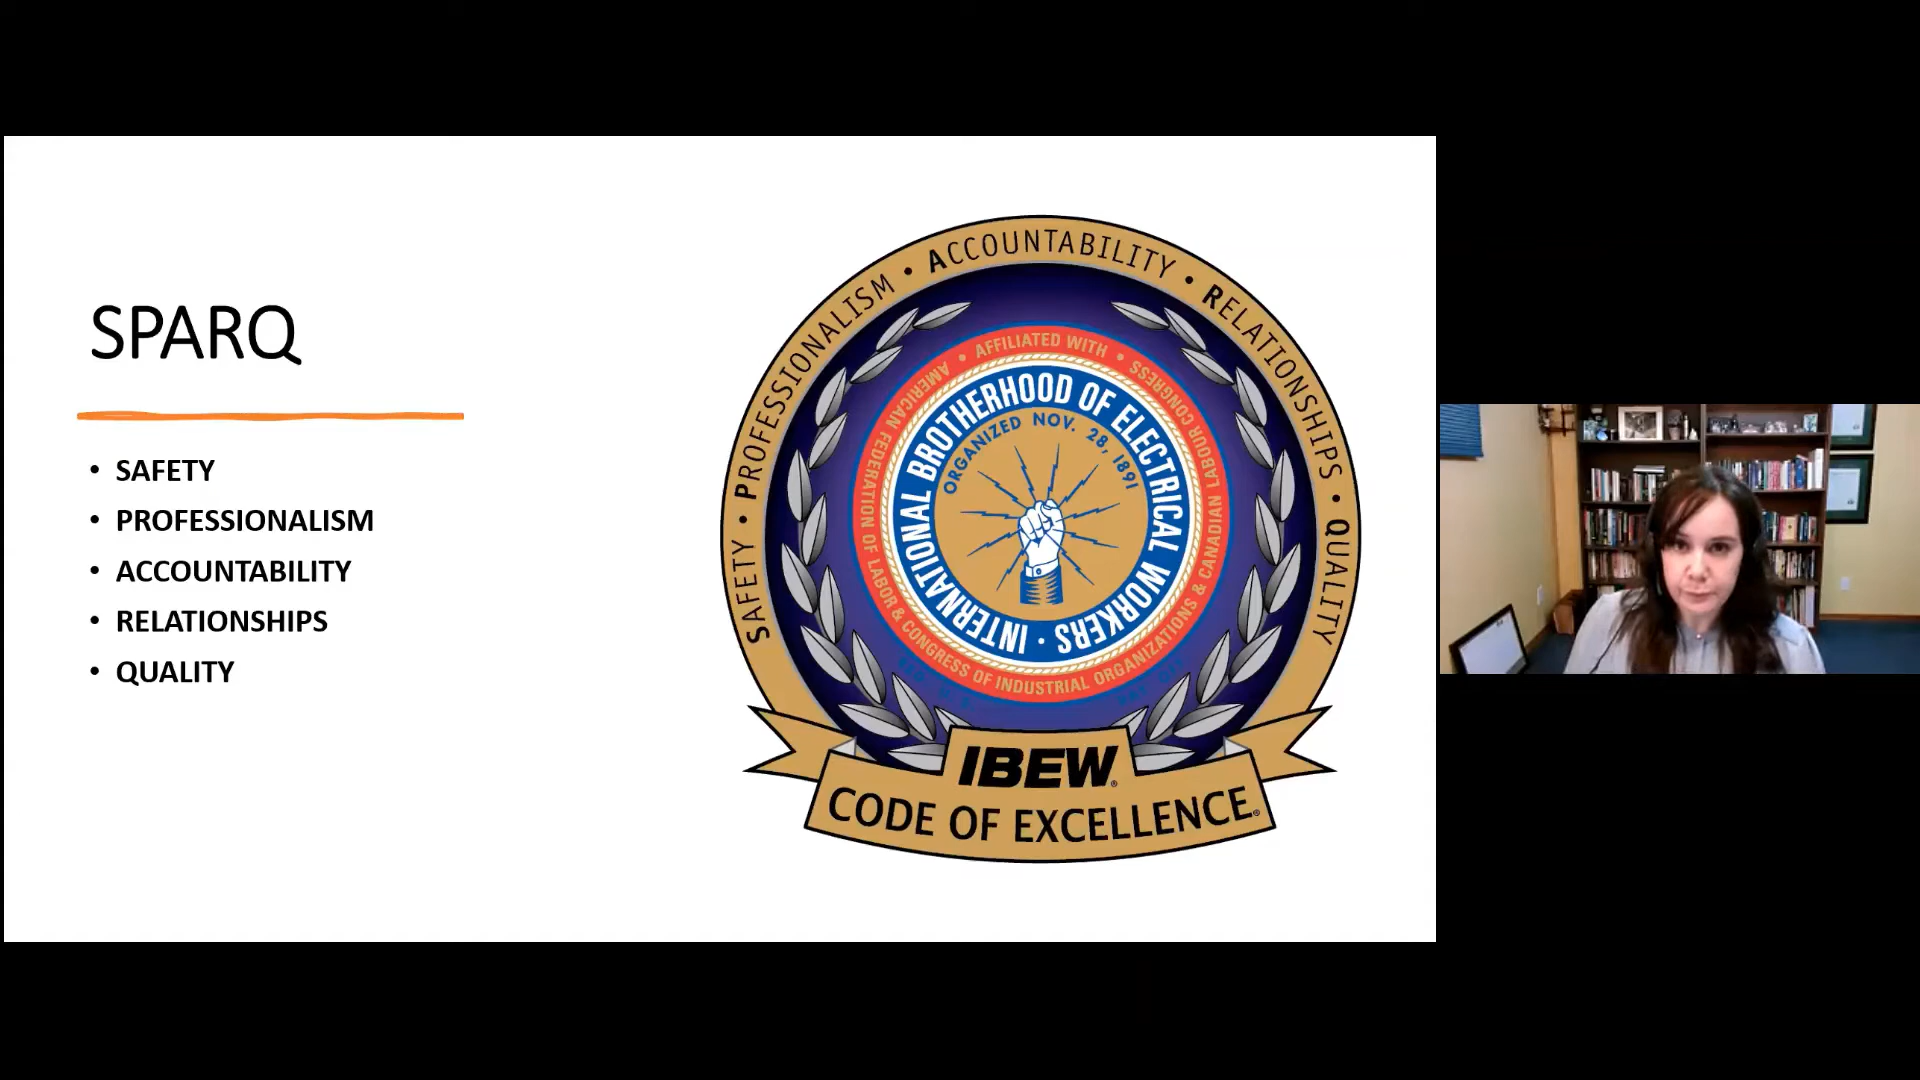 SPARQ
• SAFETY
• PROFESSIONALISM
• ACCOUNTABILITY
• RELATIONSHIPS
• QUALITY
SAFETY • PROFESSIONALISM • ACCOUNTABILITY • RELATIONSHIPS • QUALITY
• AFFILIATED WITH •
AMERICAN FEDERATION OF LABOR & CONGRESS OF INDUSTRIAL ORGANIZATIONS & CANADIAN LABOUR CONGRESS
INTERNATIONAL BROTHERHOOD OF ELECTRICAL WORKERS •
ORGANIZED NOV. 28, 1891
IBEW®
CODE OF EXCELLENCE®